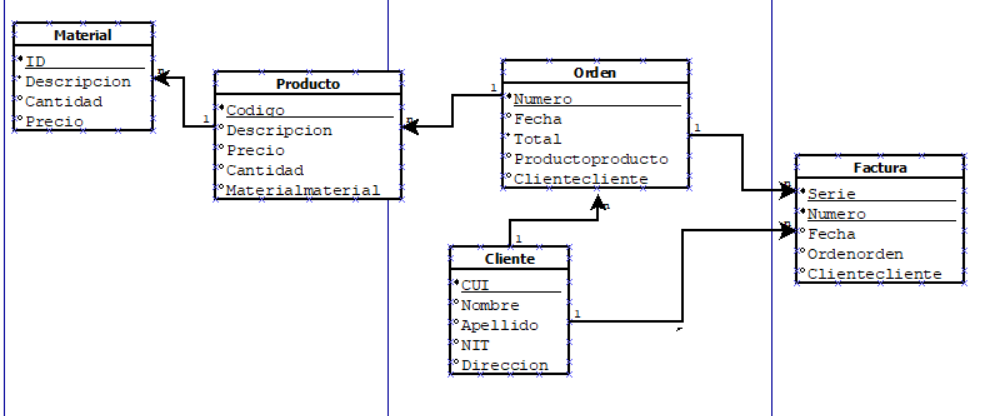 Material
ID
Descripcion
Cantidad
Precio
n
1
Producto
Codigo
Descripcion
Precio
Cantidad
Materialmaterial
n
1
Orden
Numero
Fecha
Total
Productoproducto
Clientecliente
1
n
1
Cliente
CUI
Nombre
Apellido
NIT
Direccion
1
n
n
Factura
Serie
Numero
Fecha
Ordenorden
Clientecliente